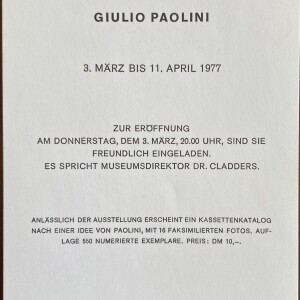 GIULIO PAOLINI
3. MÄRZ BIS 11. APRIL 1977
ZUR ERÖFFNUNG
AM DONNERSTAG, DEM 3. MÄRZ, 20.00 UHR, SIND SIE
FREUNDLICH EINGELADEN.
ES SPRICHT MUSEUMSDIREKTOR DR. CLADDERS.
ANLÄSSLICH DER AUSSTELLUNG ERSCHEINT EIN KASSETTENKATALOG
NACH EINER IDEE VON PAOLINI, MIT 16 FAKSIMILIERTEN FOTOS, AUF-
LAGE 550 NUMERIERTE EXEMPLARE. PREIS: DM 10,–.